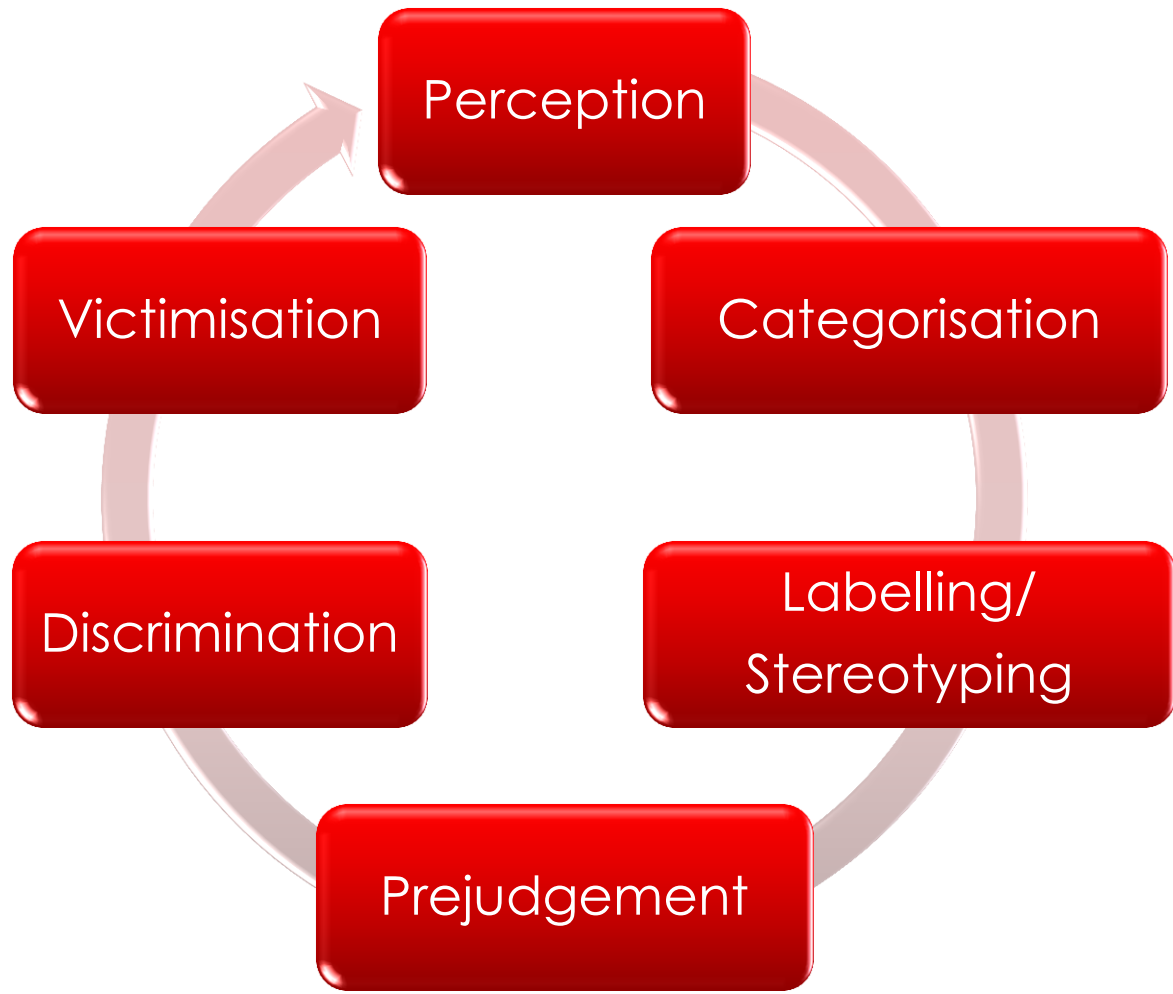 Perception
Categorisation
Labelling/
Stereotyping
Prejudgement
Discrimination
Victimisation